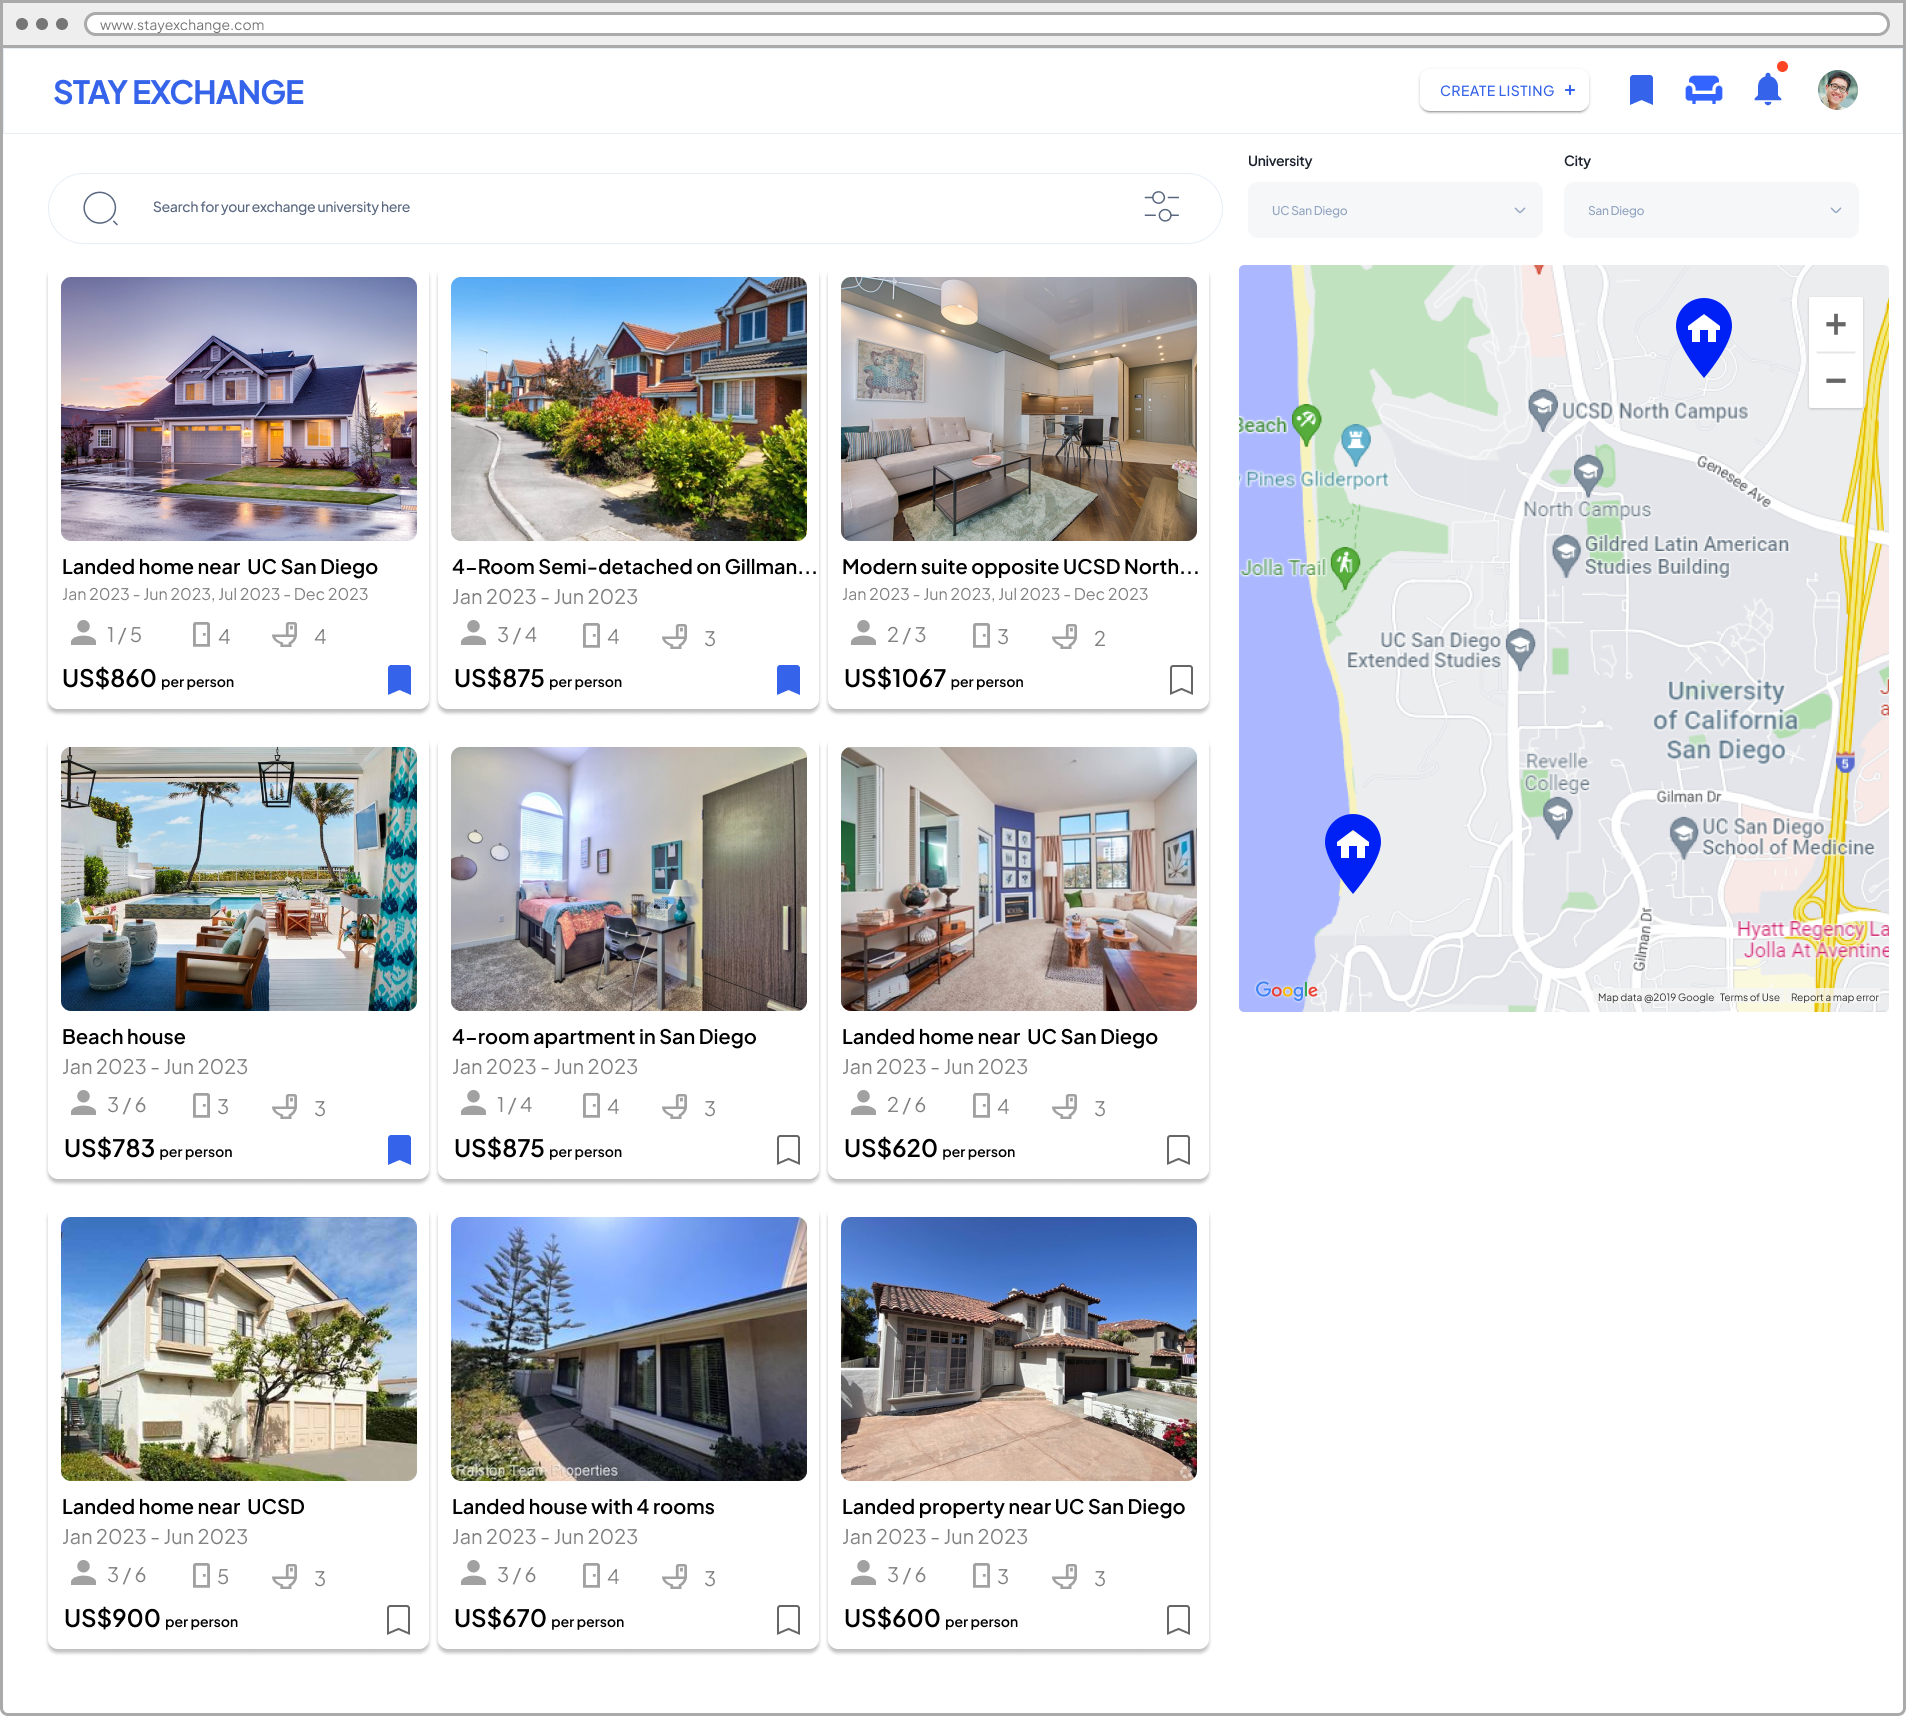 www.stayexchange.com
STAY EXCHANGE
CREATE LISTING +
University
City
Search for your exchange university here
UC San Diego
San Diego
Landed home near UC San Diego
Jan 2023 - Jun 2023, Jul 2023 - Dec 2023
1 / 5
4
4
US$860 per person
4-Room Semi-detached on Gillman...
Jan 2023 - Jun 2023
3 / 4
4
3
US$875 per person
Modern suite opposite UCSD North...
Jan 2023 - Jun 2023, Jul 2023 - Dec 2023
2 / 3
3
2
US$1067 per person
Beach house
Jan 2023 - Jun 2023
3 / 6
3
3
US$783 per person
4-room apartment in San Diego
Jan 2023 - Jun 2023
1 / 4
4
3
US$875 per person
Landed home near UC San Diego
Jan 2023 - Jun 2023
2 / 6
4
3
US$620 per person
Landed home near UCSD
Jan 2023 - Jun 2023
3 / 6
5
3
US$900 per person
Ralston Team Properties
Landed house with 4 rooms
Jan 2023 - Jun 2023
3 / 6
4
3
US$670 per person
Landed property near UC San Diego
Jan 2023 - Jun 2023
3 / 6
3
3
US$600 per person
+
−
UCSD North Campus
Beach
Pines Gliderport
Genesee Ave
North Campus
Gildred Latin American
Studies Building
Jolla Trail
UC San Diego
Extended Studies
University
of California
San Diego
J
a
5
Revelle
College
Gilman Dr
UC San Diego
School of Medicine
Gilman Dr
Hyatt Regency La
Jolla At Aventine
Google
Map data @2019 Google Terms of Use Report a map error